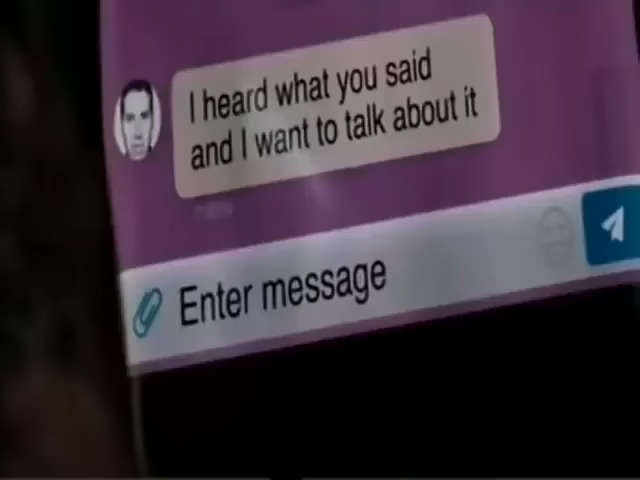 I heard what you said
and I want to talk about it
Enter message